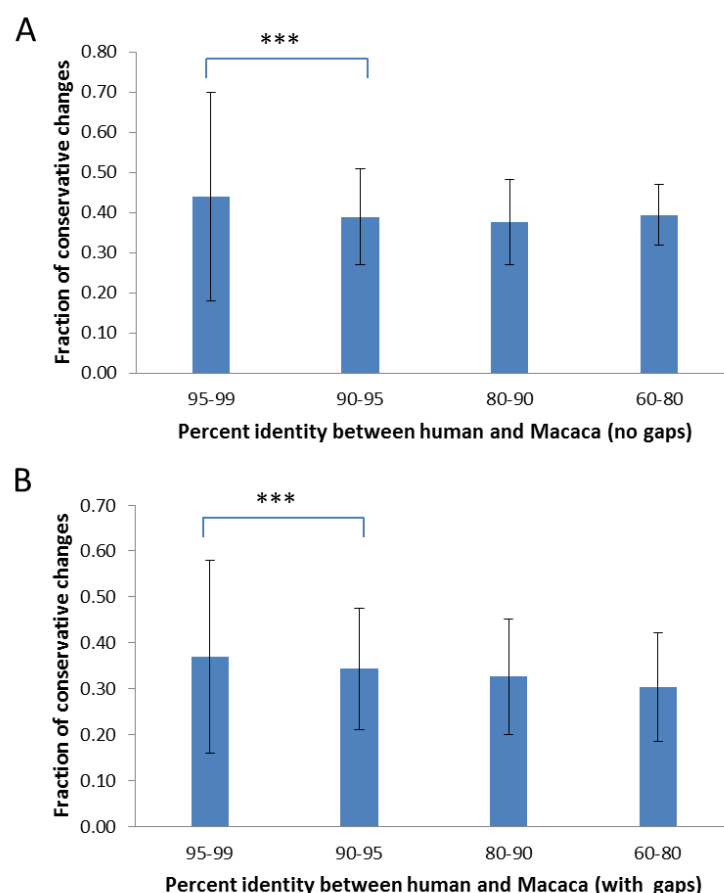 A
***
0.80
0.70
0.60
0.50
0.40
0.30
0.20
0.10
0.00
Fraction of conservative changes
95-99 90-95 80-90 60-80
Percent identity between human and Macaca (no gaps)
B
***
0.70
0.60
0.50
0.40
0.30
0.20
0.10
0.00
Fraction of conservative changes
95-99 90-95 80-90 60-80
Percent identity between human and Macaca (with gaps)